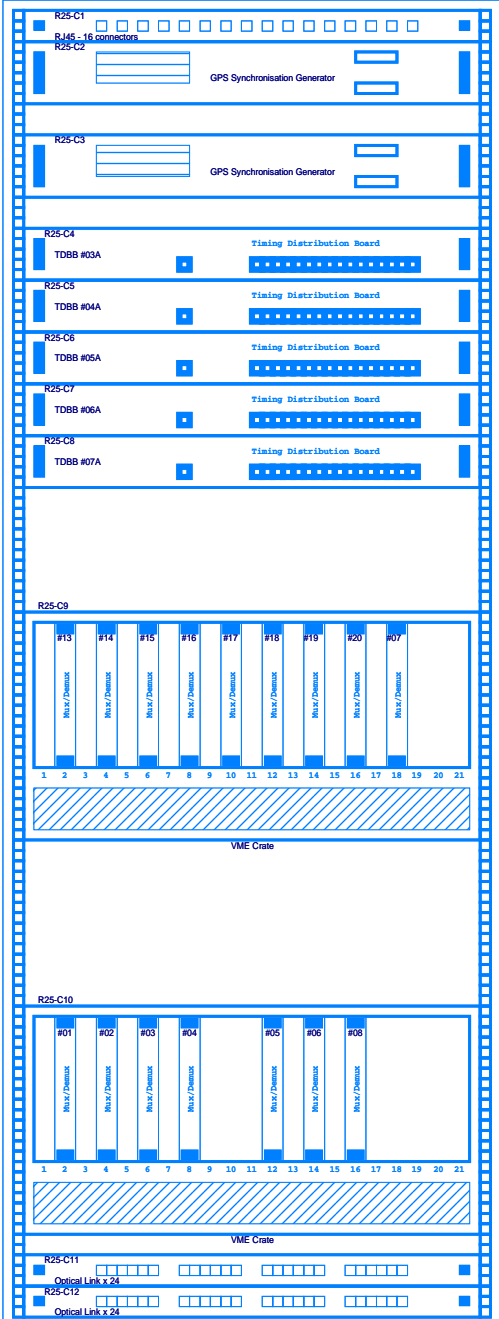 R25-C1
RJ45 - 16 connectors
R25-C2
GPS Synchronisation Generator
R25-C3
GPS Synchronisation Generator
R25-C4
Timing Distribution Board
TDBB #03A
R25-C5
Timing Distribution Board
TDBB #04A
R25-C6
Timing Distribution Board
TDBB #05A
R25-C7
Timing Distribution Board
TDBB #06A
R25-C8
Timing Distribution Board
TDBB #07A
R25-C9
#13 #14 #15 #16 #17 #18 #19 #20 #07
Mux/Demux Mux/Demux Mux/Demux Mux/Demux Mux/Demux Mux/Demux Mux/Demux Mux/Demux Mux/Demux
1 2 3 4 5 6 7 8 9 10 11 12 13 14 15 16 17 18 19 20 21
VME Crate
R25-C10
#01 #02 #03 #04 #05 #06 #08
Mux/Demux Mux/Demux Mux/Demux Mux/Demux Mux/Demux Mux/Demux Mux/Demux
1 2 3 4 5 6 7 8 9 10 11 12 13 14 15 16 17 18 19 20 21
VME Crate
R25-C11
Optical Link x 24
R25-C12
Optical Link x 24